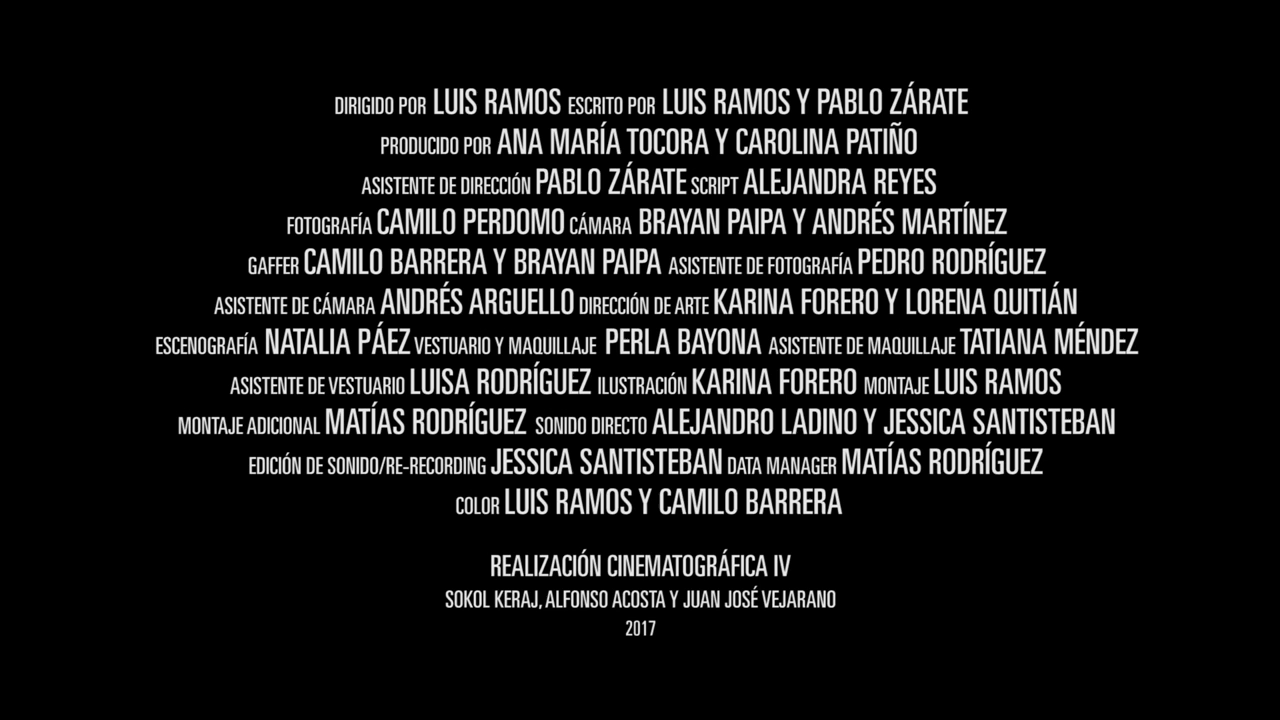 DIRIGIDO POR LUIS RAMOS ESCRITO POR LUIS RAMOS Y PABLO ZÁRATE
PRODUCIDO POR ANA MARÍA TOCORA Y CAROLINA PATIÑO
ASISTENTE DE DIRECCIÓN PABLO ZÁRATE SCRIPT ALEJANDRA REYES
FOTOGRAFÍA CAMILO PERDOMO CÁMARA BRAYAN PAIPA Y ANDRÉS MARTÍNEZ
GAFFER CAMILO BARRERA Y BRAYAN PAIPA ASISTENTE DE FOTOGRAFÍA PEDRO RODRÍGUEZ
ASISTENTE DE CÁMARA ANDRÉS ARGUELLO DIRECCIÓN DE ARTE KARINA FORERO Y LORENA QUITIÁN
ESCENOGRAFÍA NATALIA PÁEZ VESTUARIO Y MAQUILLAJE PERLA BAYONA ASISTENTE DE MAQUILLAJE TATIANA MÉNDEZ
ASISTENTE DE VESTUARIO LUISA RODRÍGUEZ ILUSTRACIÓN KARINA FORERO MONTAJE LUIS RAMOS
MONTAJE ADICIONAL MATÍAS RODRÍGUEZ SONIDO DIRECTO ALEJANDRO LADINO Y JESSICA SANTISTEBAN
EDICIÓN DE SONIDO/RE-RECORDING JESSICA SANTISTEBAN DATA MANAGER MATÍAS RODRÍGUEZ
COLOR LUIS RAMOS Y CAMILO BARRERA
REALIZACIÓN CINEMATOGRÁFICA IV
SOKOL KERAJ, ALFONSO ACOSTA Y JUAN JOSÉ VEJARANO
2017